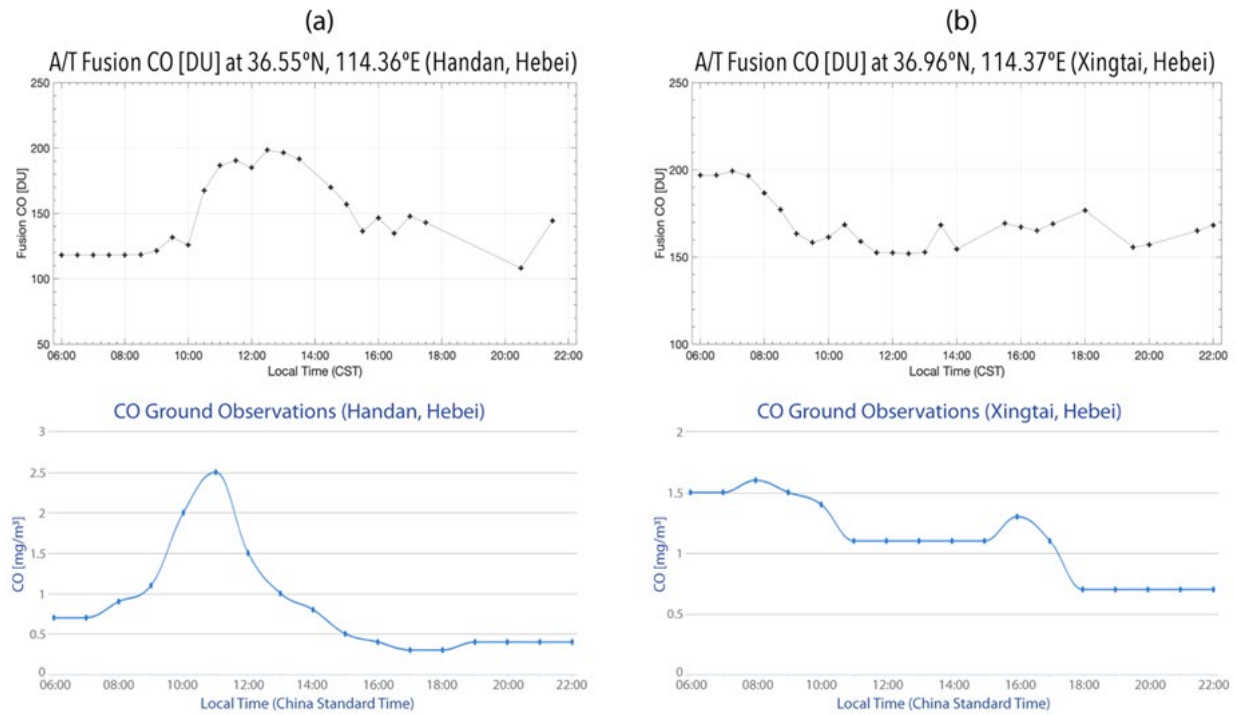 (a)
A/T Fusion CO [DU] at 36.55ºN, 114.36ºE (Handan, Hebei)
250
200
150
100
50
Fusion CO [DU]
06:00 08:00 10:00 12:00 14:00 16:00 18:00 20:00 22:00
Local Time (CST)
CO Ground Observations (Handan, Hebei)
3
2.5
2
1.5
1
0.5
0
CO [mg/m³]
06:00 08:00 10:00 12:00 14:00 16:00 18:00 20:00 22:00
Local Time (China Standard Time)
(b)
A/T Fusion CO [DU] at 36.96ºN, 114.37ºE (Xingtai, Hebei)
250
200
150
100
Fusion CO [DU]
06:00 08:00 10:00 12:00 14:00 16:00 18:00 20:00 22:00
Local Time (CST)
CO Ground Observations (Xingtai, Hebei)
2
1.5
1
0.5
0
CO [mg/m³]
06:00 08:00 10:00 12:00 14:00 16:00 18:00 20:00 22:00
Local Time (China Standard Time)